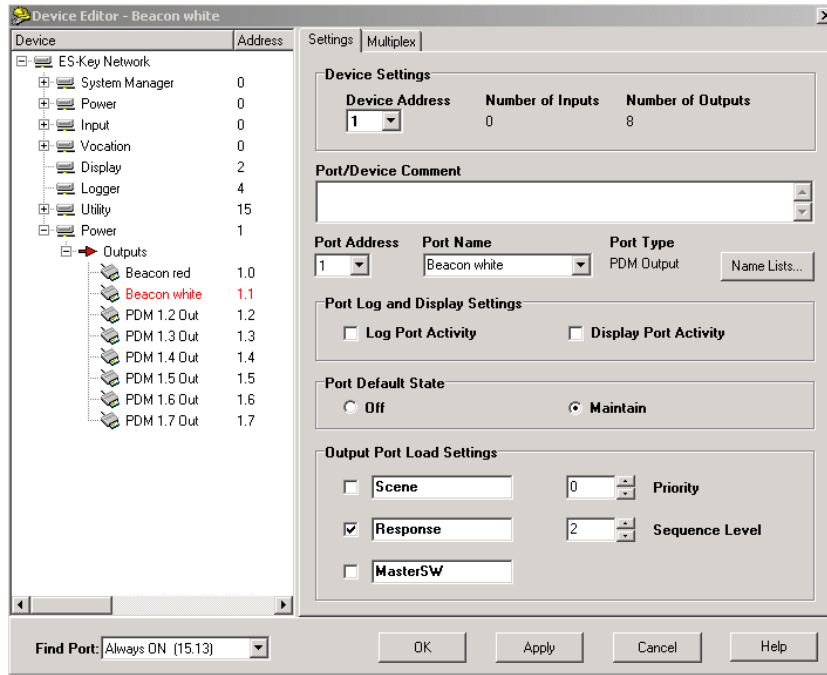 Device Editor - Beacon white
Device Address
ES-Key Network
System Manager 0
Power 0
Input 0
Vocation 0
Display 2
Logger 4
Utility 15
Power 1
Outputs
Beacon red 1.0
Beacon white 1.1
PDM 1.2 Out 1.2
PDM 1.3 Out 1.3
PDM 1.4 Out 1.4
PDM 1.5 Out 1.5
PDM 1.6 Out 1.6
PDM 1.7 Out 1.7
Settings Multiplex
Device Settings
Device Address Number of Inputs Number of Outputs
1 0 8
Port/Device Comment
Port Address Port Name Port Type
1 Beacon white PDM Output Name Lists...
Port Log and Display Settings
Log Port Activity Display Port Activity
Port Default State
Off Maintain
Output Port Load Settings
Scene 0 Priority
Response 2 Sequence Level
MasterSW
Find Port: Always ON (15.13) OK Apply Cancel Help